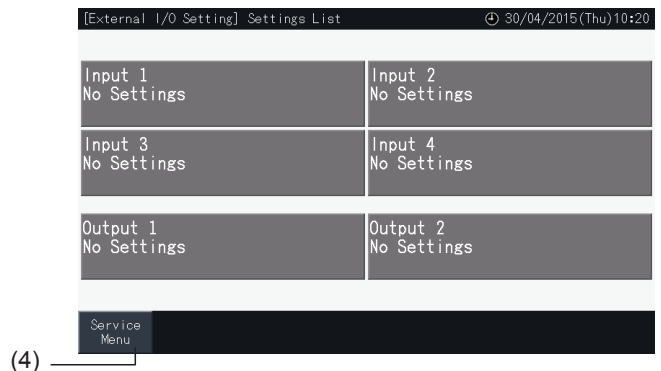 [External I/O Setting] Settings List 30/04/2015(Thu)10:20
Input 1 Input 2
No Settings No Settings
Input 3 Input 4
No Settings No Settings
Output 1 Output 2
No Settings No Settings
Service
Menu
(4)